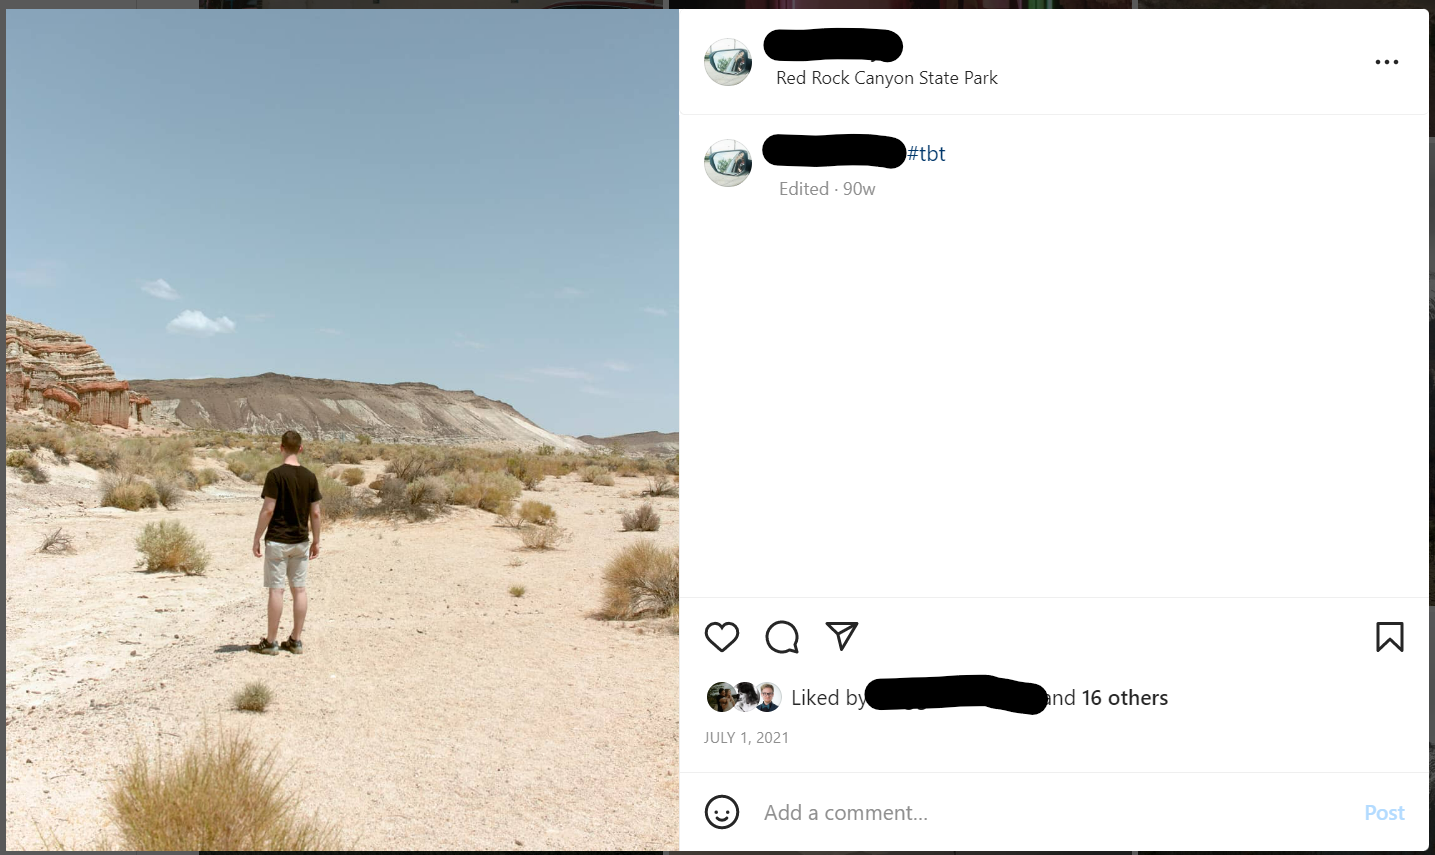 Red Rock Canyon State Park
#tbt
Edited · 90w
Liked by and 16 others
JULY 1, 2021
Add a comment...
Post